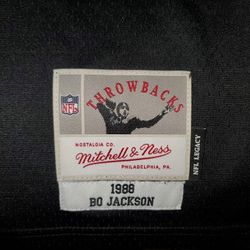 NFL
THROWBACKS
NOSTALGIA CO.
Mitchell & Ness
PHILADELPHIA, PA.
NFL LEGACY
1988
BO JACKSON